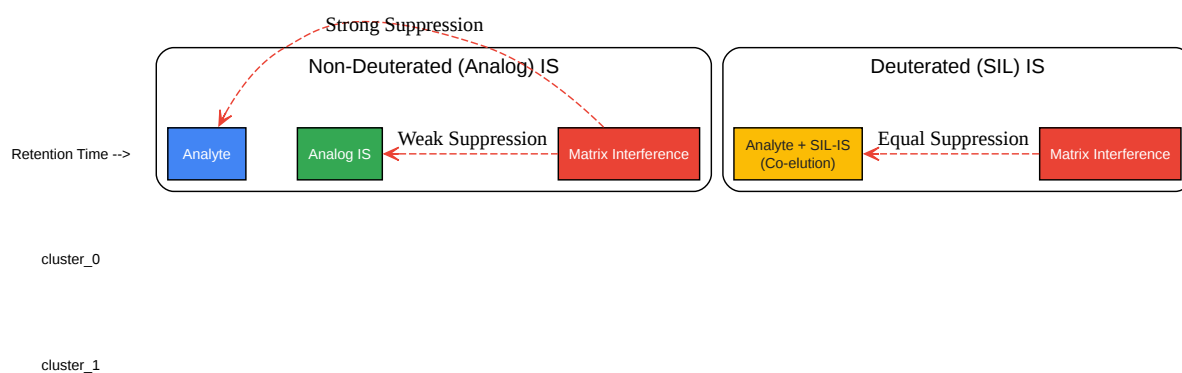 Strong Suppression
Non-Deuterated (Analog) IS
Deuterated (SIL) IS
Retention Time -->
Analyte
Analog IS
Weak Suppression
Matrix Interference
Analyte + SIL-IS
(Co-elution)
Equal Suppression
Matrix Interference
cluster_0
cluster_1